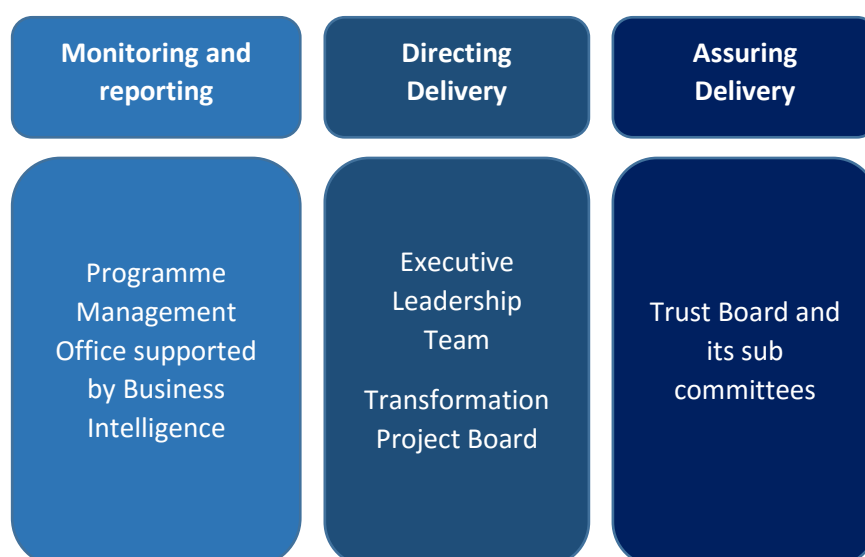 Monitoring and
reporting
Directing
Delivery
Assuring
Delivery
Programme
Management
Office supported
by Business
Intelligence
Executive
Leadership
Team
Transformation
Project Board
Trust Board and
its sub
committees